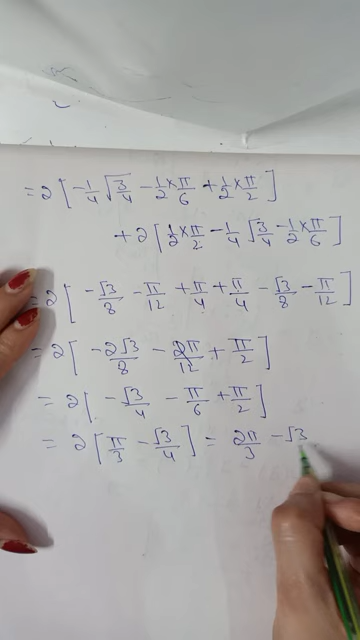 = 2 [ -1/4 √3/4 - 1/2 × π/6 + 1/2 × π/2 ]
+ 2 [ 1/2 × π/2 - 1/4 √3/4 - 1/2 × π/6 ]
= 2 [ -√3/8 - π/12 + π/4 + π/4 - √3/8 - π/12 ]
= 2 [ -2√3/8 - 2π/12 + π/2 ]
= 2 [ -√3/4 - π/6 + π/2 ]
= 2 [ π/3 - √3/4 ] = 2π/3 - √3